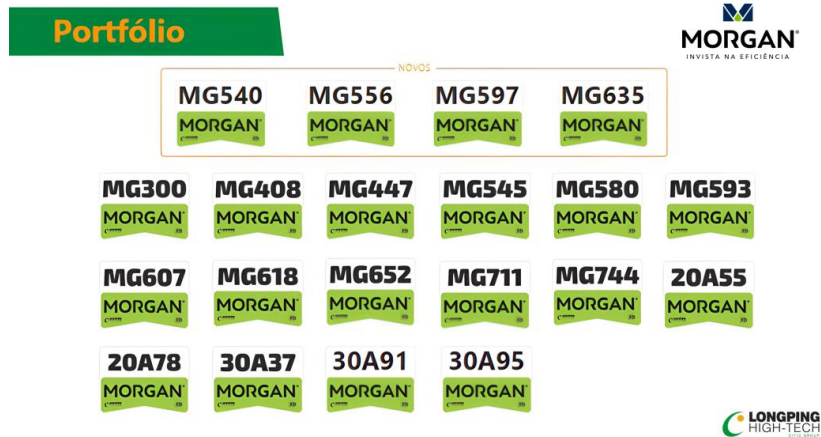 Portfólio
MORGAN
INVISTA NA EFICIÊNCIA
NOVOS
MG540 MG556 MG597 MG635
MORGAN MORGAN MORGAN MORGAN
MG300 MG408 MG447 MG545 MG580 MG593
MORGAN MORGAN MORGAN MORGAN MORGAN MORGAN
MG607 MG618 MG652 MG711 MG744 20A55
MORGAN MORGAN MORGAN MORGAN MORGAN MORGAN
20A78 30A37 30A91 30A95
MORGAN MORGAN MORGAN MORGAN
LONGPING
HIGH-TECH
CITIC GROUP